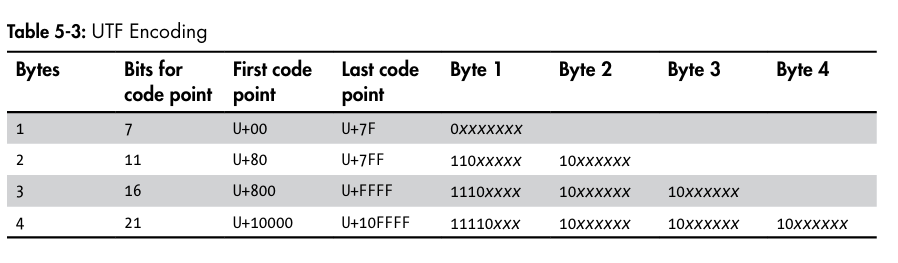 Table 5-3: UTF Encoding
Bytes Bits for code point First code point Last code point Byte 1 Byte 2 Byte 3 Byte 4
1 7 U+00 U+7F 0xxxxxxx
2 11 U+80 U+7FF 110xxxxx 10xxxxxx
3 16 U+800 U+FFFF 1110xxxx 10xxxxxx 10xxxxxx
4 21 U+10000 U+10FFFF 11110xxx 10xxxxxx 10xxxxxx 10xxxxxx